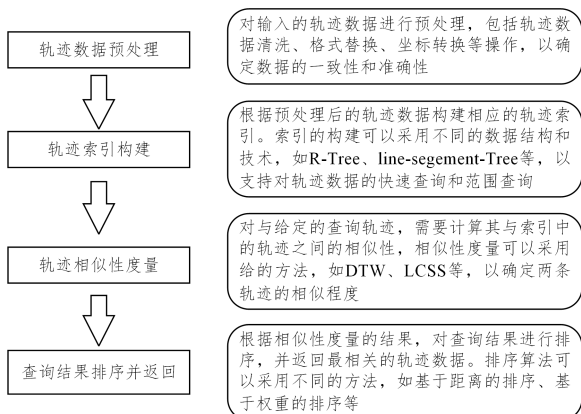 轨迹数据预处理
对输入的轨迹数据进行预处理，包括轨迹数
据清洗、格式替换、坐标转换等操作，以确
定数据的一致性和准确性
轨迹索引构建
根据预处理后的轨迹数据构建相应的轨迹索
引。索引的构建可以采用不同的数据结构和
技术，如R-Tree、line-segement-Tree等，以
支持对轨迹数据的快速查询和范围查询
轨迹相似性度量
对与给定的查询轨迹，需要计算其与索引中
的轨迹之间的相似性，相似性度量可以采用
给的方法，如DTW、LCSS等，以确定两条
轨迹的相似程度
查询结果排序并返回
根据相似性度量的结果，对查询结果进行排
序，并返回最相关的轨迹数据。排序算法可
以采用不同的方法，如基于距离的排序、基
于权重的排序等